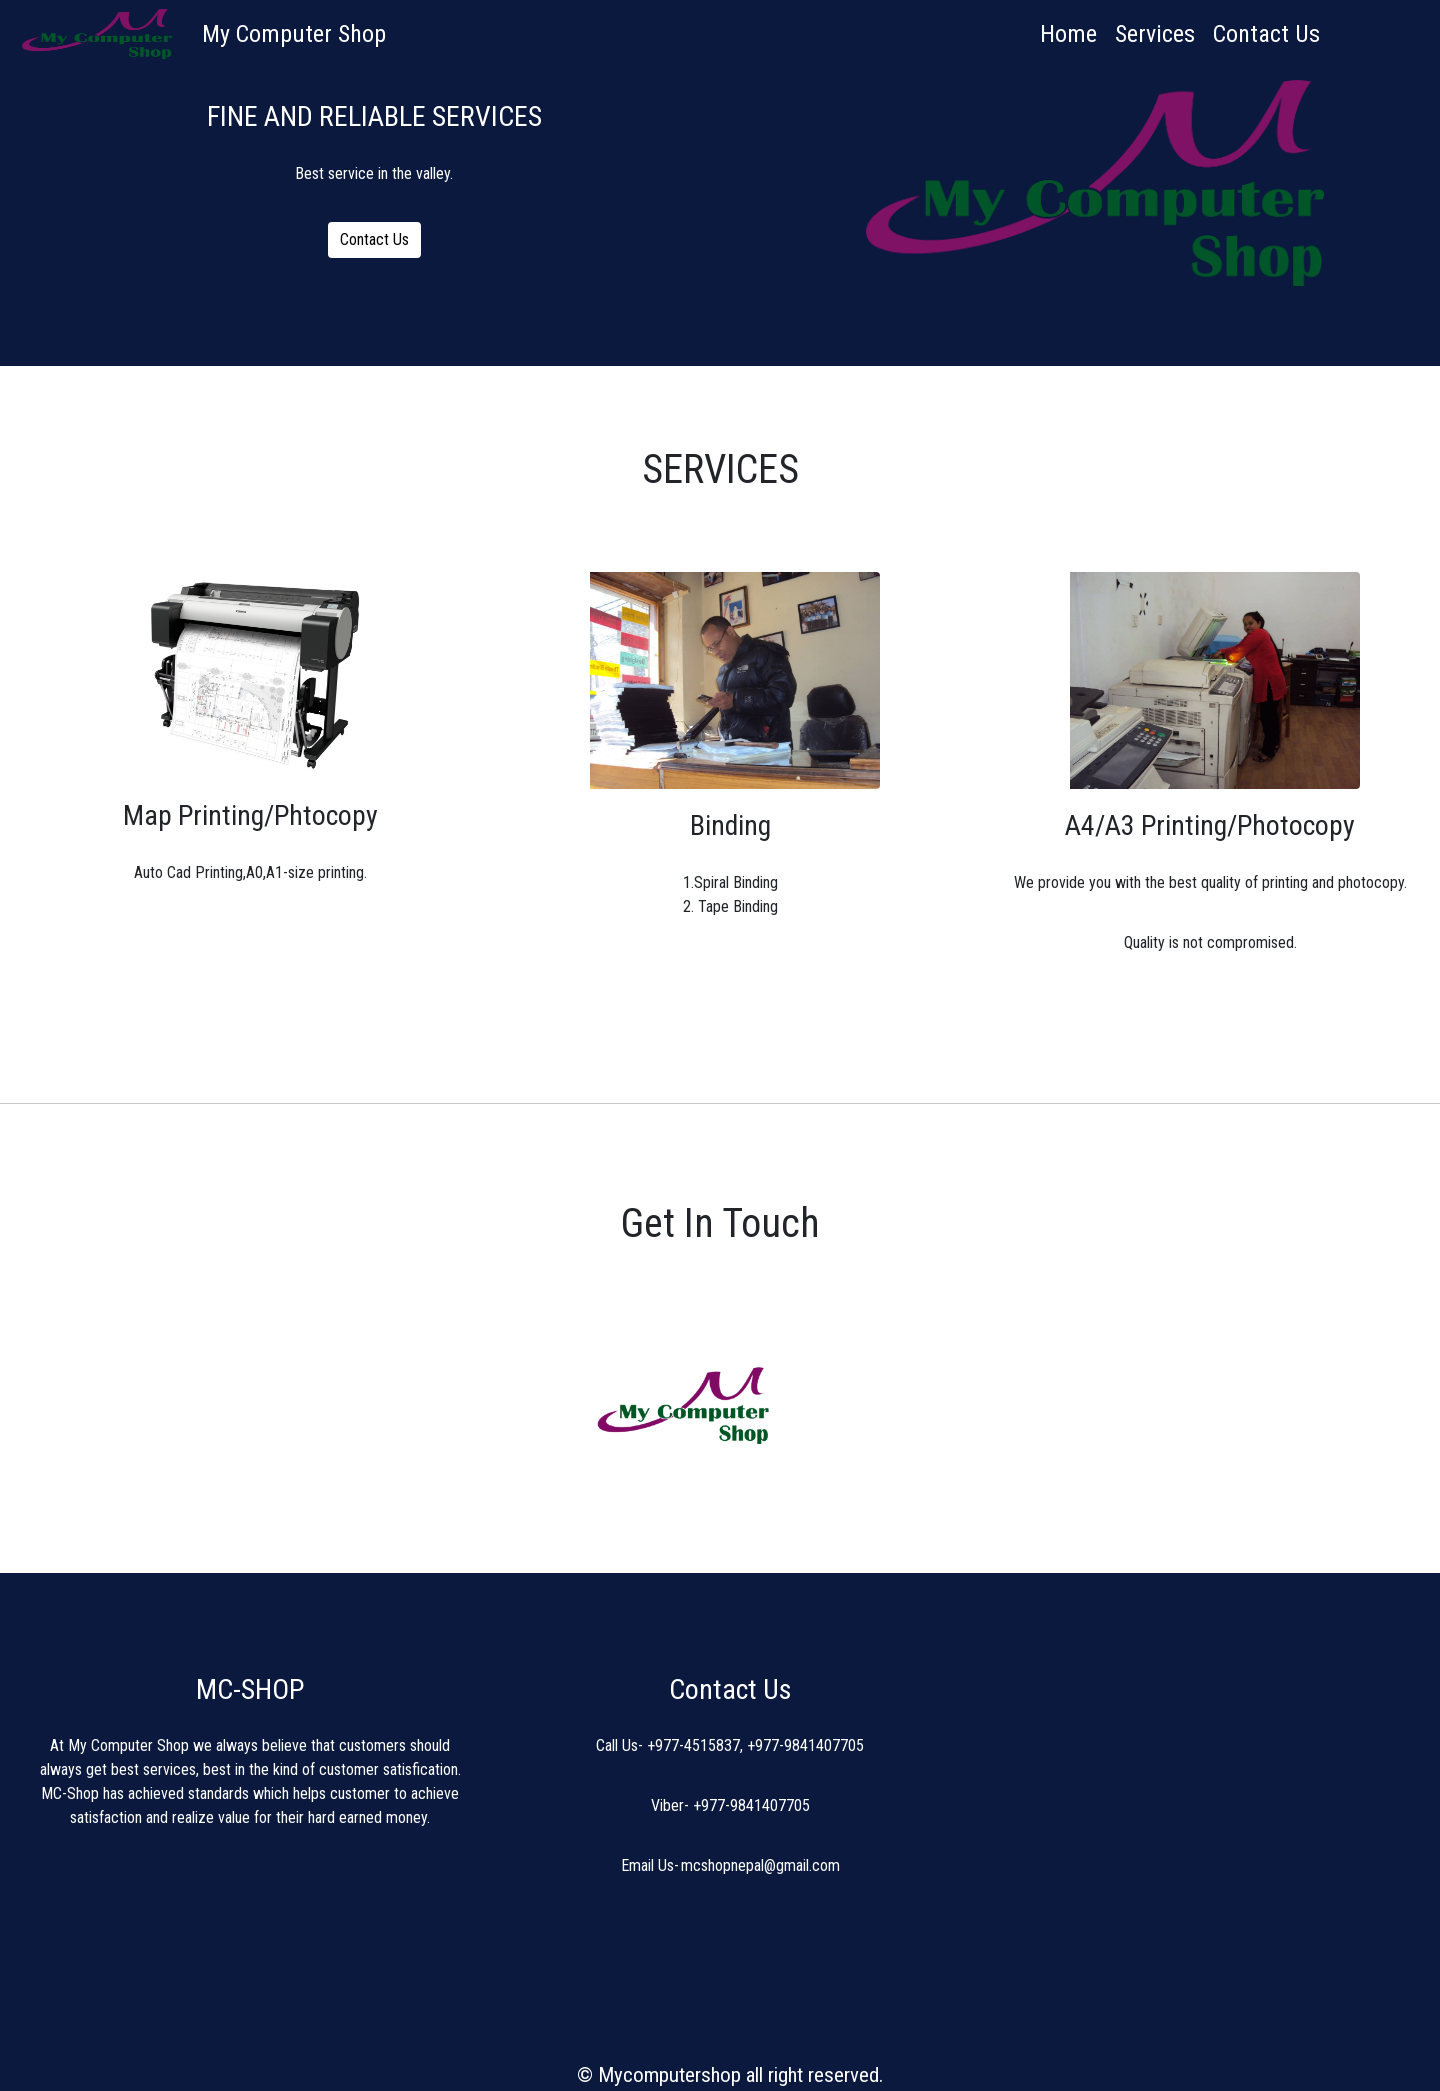 My Computer
Shop
My Computer Shop
Home Services Contact Us
FINE AND RELIABLE SERVICES
Best service in the valley.
Contact Us
My Computer
Shop
SERVICES
Canon
Map Printing/Phtocopy
Auto Cad Printing,A0,A1-size printing.
Binding
1.Spiral Binding
2. Tape Binding
A4/A3 Printing/Photocopy
We provide you with the best quality of printing and photocopy.
Quality is not compromised.
Get In Touch
My Computer
Shop
MC-SHOP
At My Computer Shop we always believe that customers should
always get best services, best in the kind of customer satisfication.
MC-Shop has achieved standards which helps customer to achieve
satisfaction and realize value for their hard earned money.
Contact Us
Call Us- +977-4515837, +977-9841407705
Viber- +977-9841407705
Email Us-mcshopnepal@gmail.com
© Mycomputershop all right reserved.